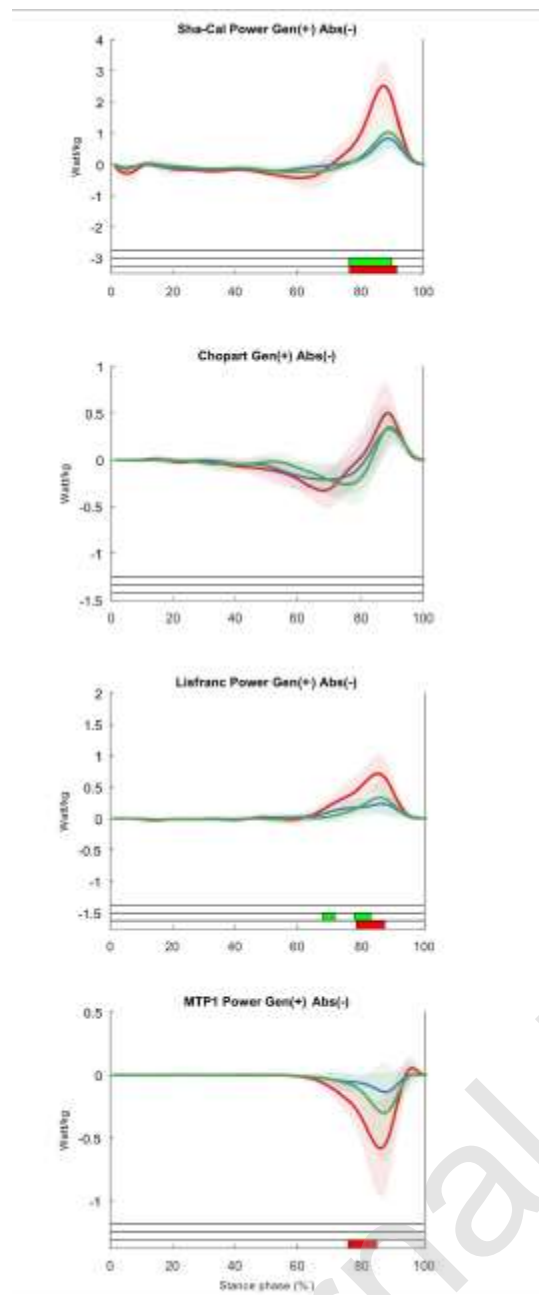 Sha-Cal Power Gen(+) Abs(-)
4
3
2
1
0
-1
-2
-3
Watt/kg
0 20 40 60 80 100
Chopart Gen(+) Abs(-)
1
0.5
0
-0.5
-1
-1.5
Watt/kg
0 20 40 60 80 100
Lisfranc Power Gen(+) Abs(-)
2
1.5
1
0.5
0
-0.5
-1
-1.5
Watt/kg
0 20 40 60 80 100
MTP1 Power Gen(+) Abs(-)
0.5
0
-0.5
-1
Watt/kg
0 20 40 60 80 100
Stance phase (%)